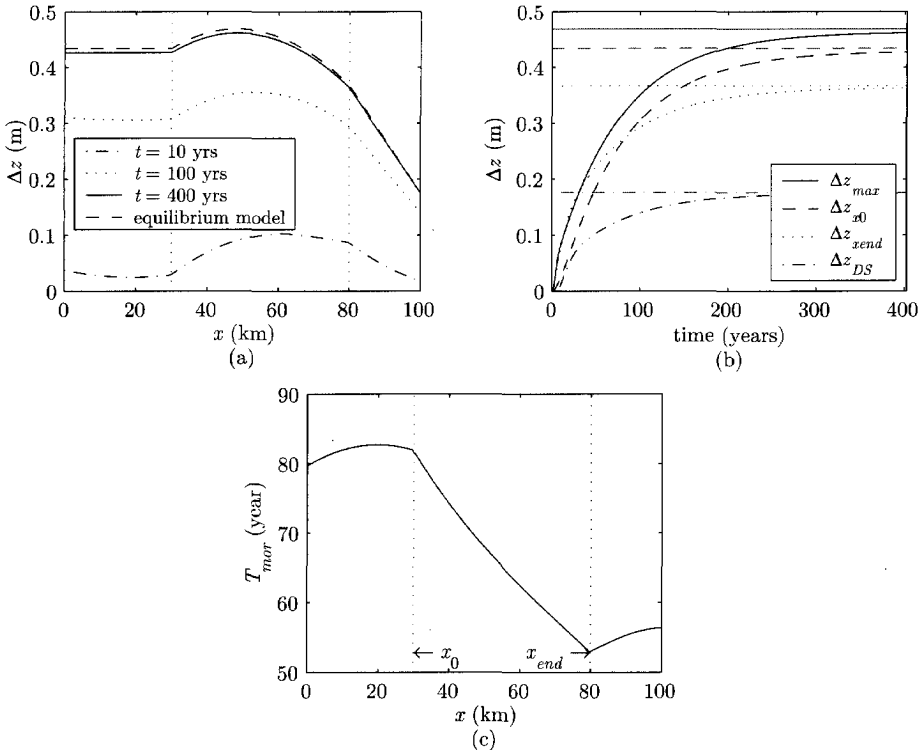 0.5
0.4
0.3
0.2
0.1
0
Δz (m)
t = 10 yrs
t = 100 yrs
t = 400 yrs
equilibrium model
0 20 40 60 80 100
x (km)
(a)
0.5
0.4
0.3
0.2
0.1
0
Δz (m)
Δz_max
Δz_x0
Δz_xend
Δz_DS
0 100 200 300 400
time (years)
(b)
90
80
70
60
50
T_mor (year)
← x_0 x_end →
0 20 40 60 80 100
x (km)
(c)